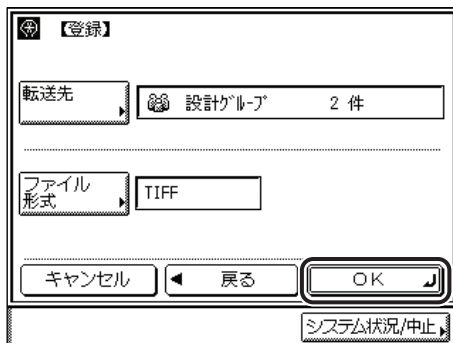 【登録】
転送先
設計ｸﾞﾙｰﾌﾟ 2 件
ファイル
形式
TIFF
キャンセル
戻る
OK
システム状況/中止